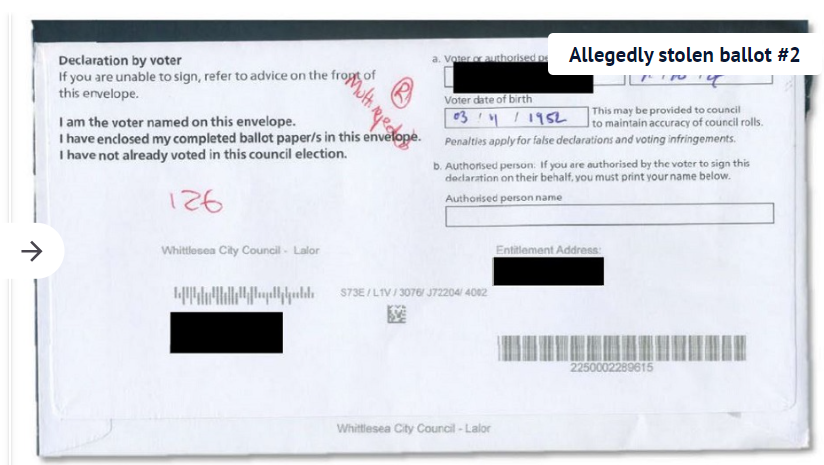 Allegedly stolen ballot #2
Declaration by voter
If you are unable to sign, refer to advice on the front of
this envelope.
I am the voter named on this envelope.
I have enclosed my completed ballot paper/s in this envelope.
I have not already voted in this council election.
R
126
a. Voter or authorised
Voter date of birth
03 / 4 / 1952
This may be provided to council
to maintain accuracy of council rolls.
Penalties apply for false declarations and voting infringements.
b. Authorised person: If you are authorised by the voter to sign this
declaration on their behalf, you must print your name below.
Authorised person name
Whittlesea City Council - Lalor
Entitlement Address:
S73E / L1V / 3076/ J72204/ 4082
2250002289615
Whittlesea City Council - Lalor